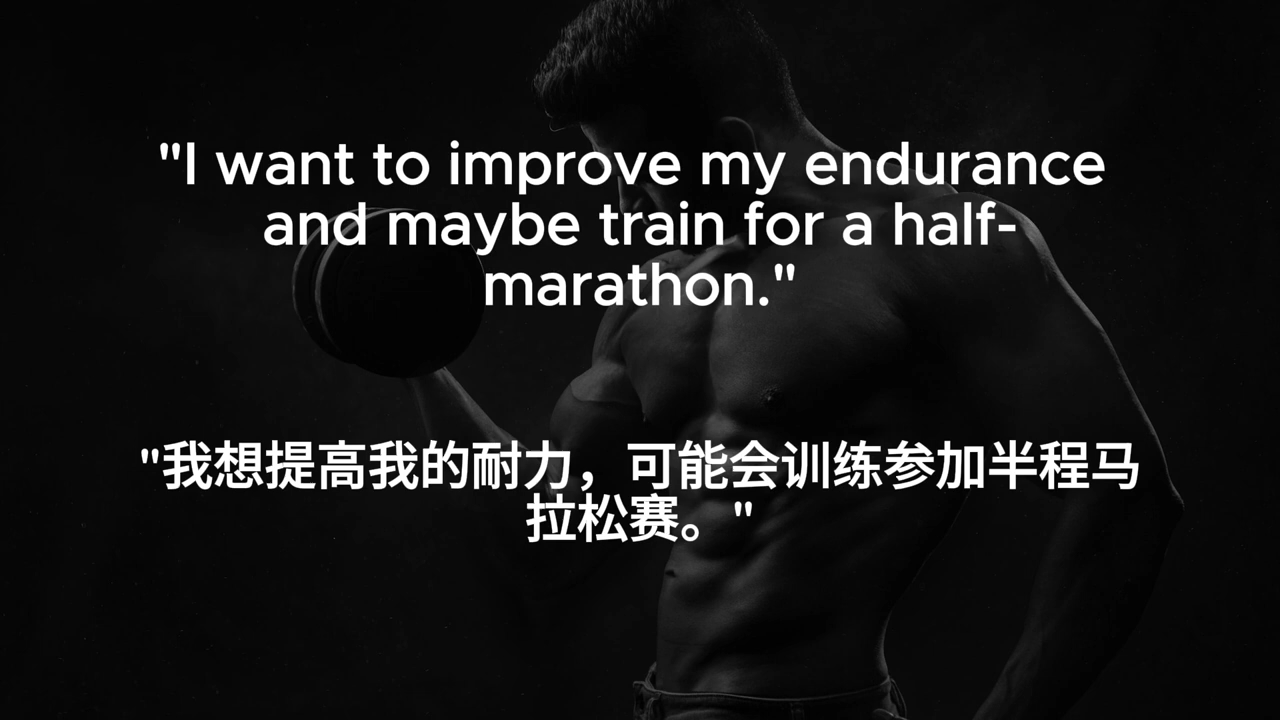 "I want to improve my endurance
and maybe train for a half-
marathon."
"我想提高我的耐力，可能会训练参加半程马
拉松赛。"